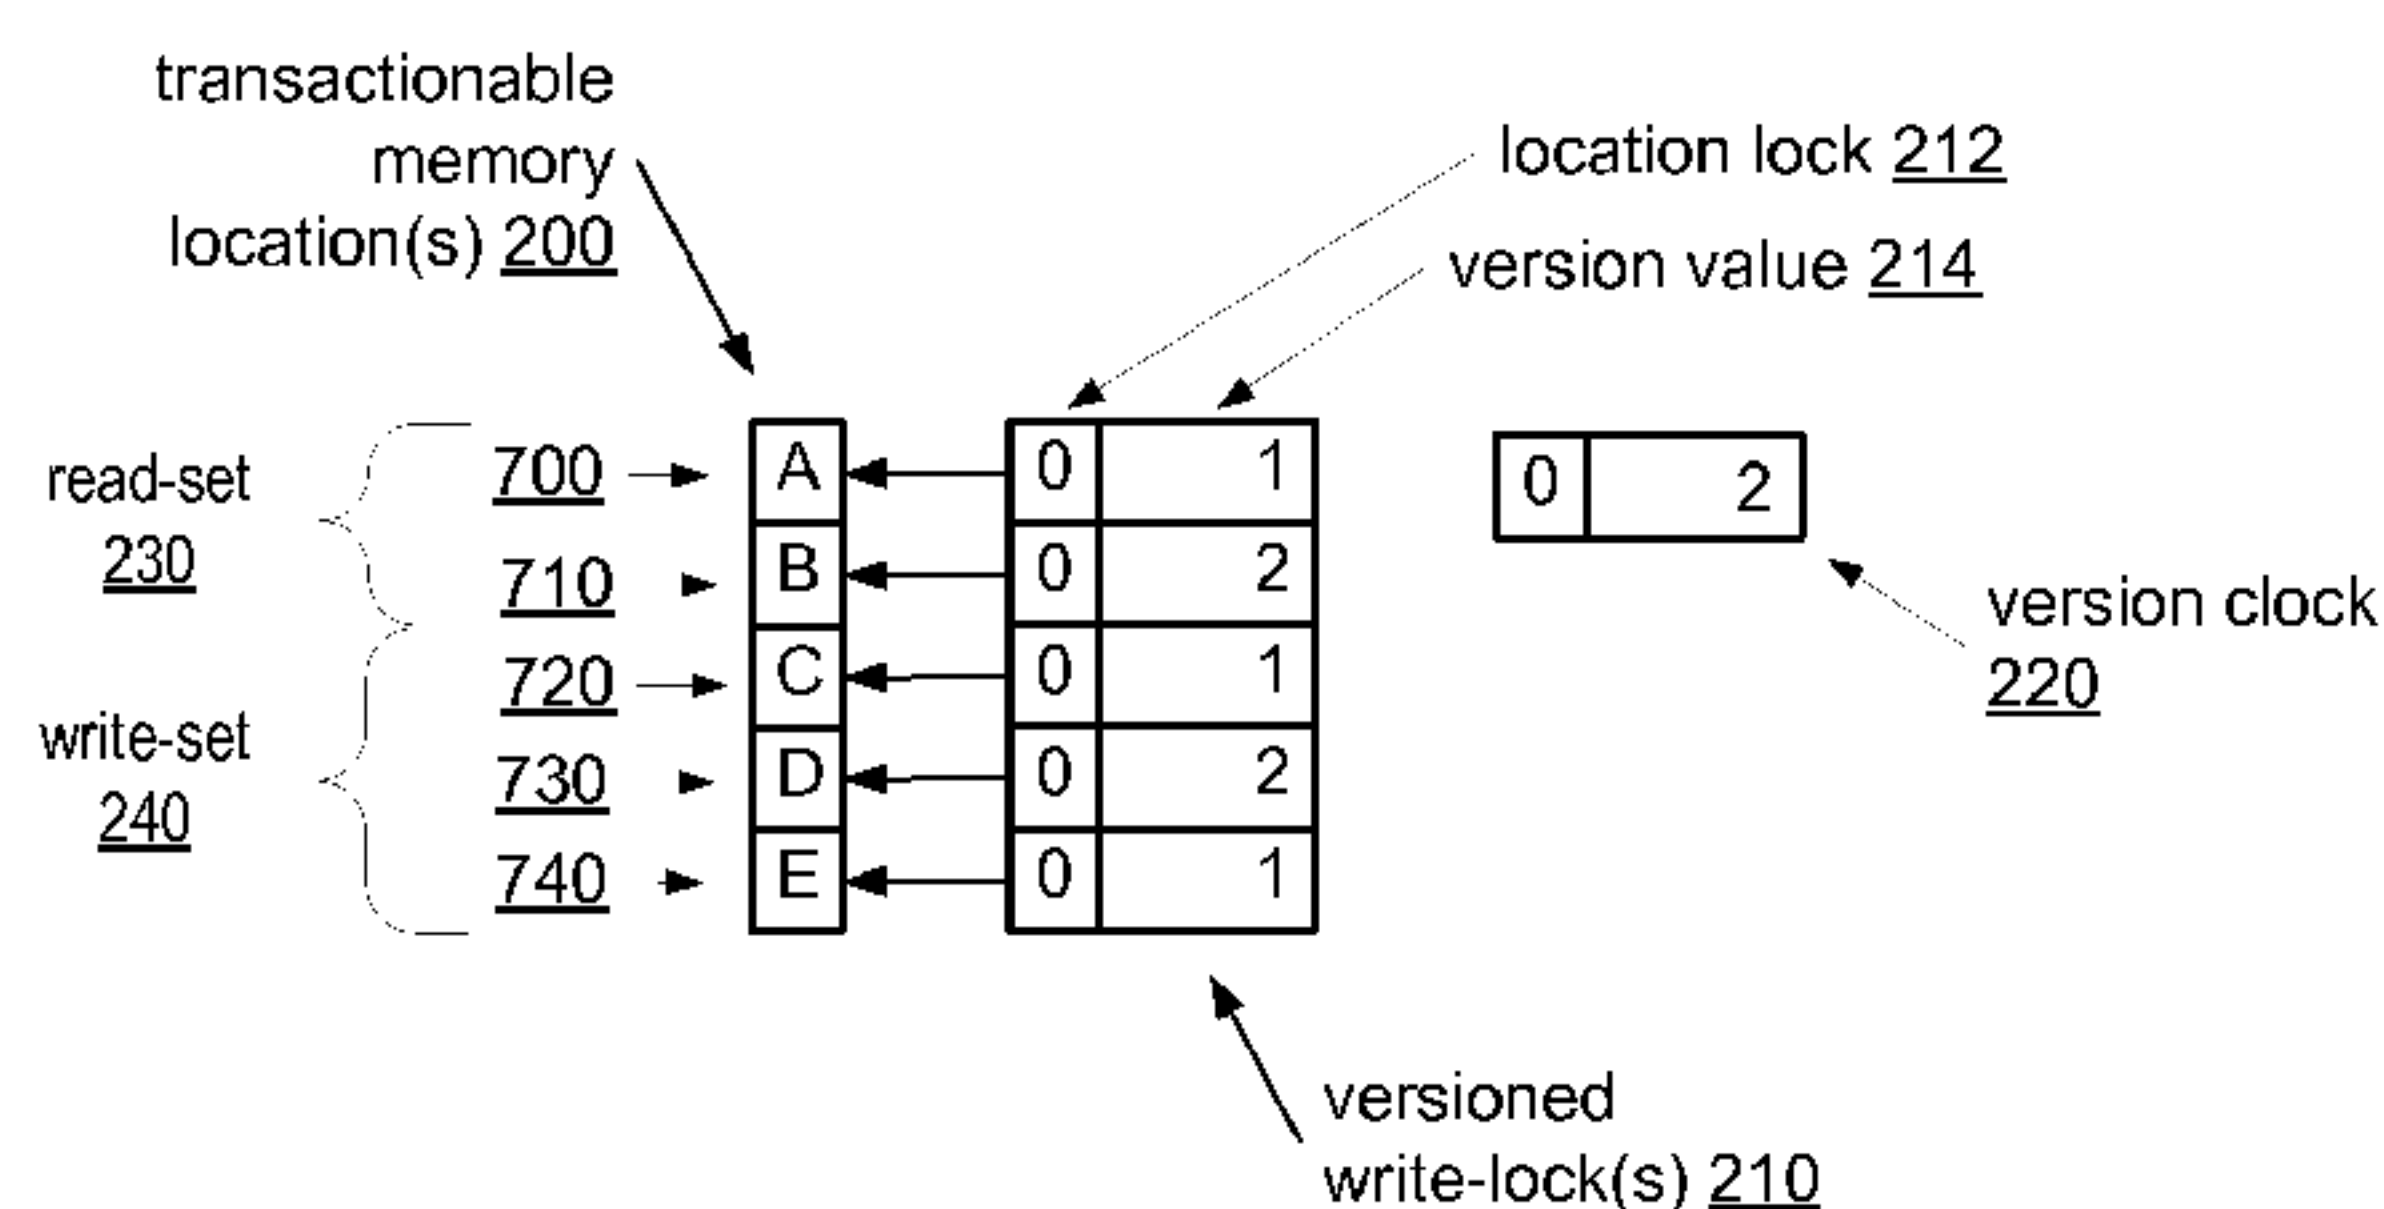 transactionable
memory
location(s) 200
location lock 212
version value 214
read-set
230
write-set
240
700
710
720
730
740
A 0 1
B 0 2
C 0 1
D 0 2
E 0 1
0 2
version clock
220
versioned
write-lock(s) 210